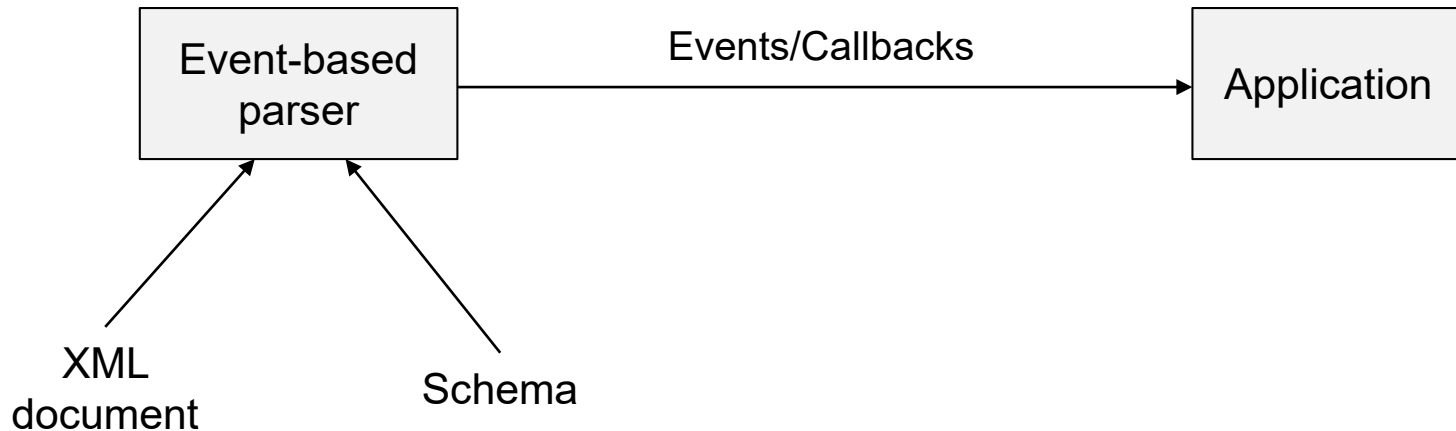 Event-based
parser
Events/Callbacks
Application
XML
document
Schema